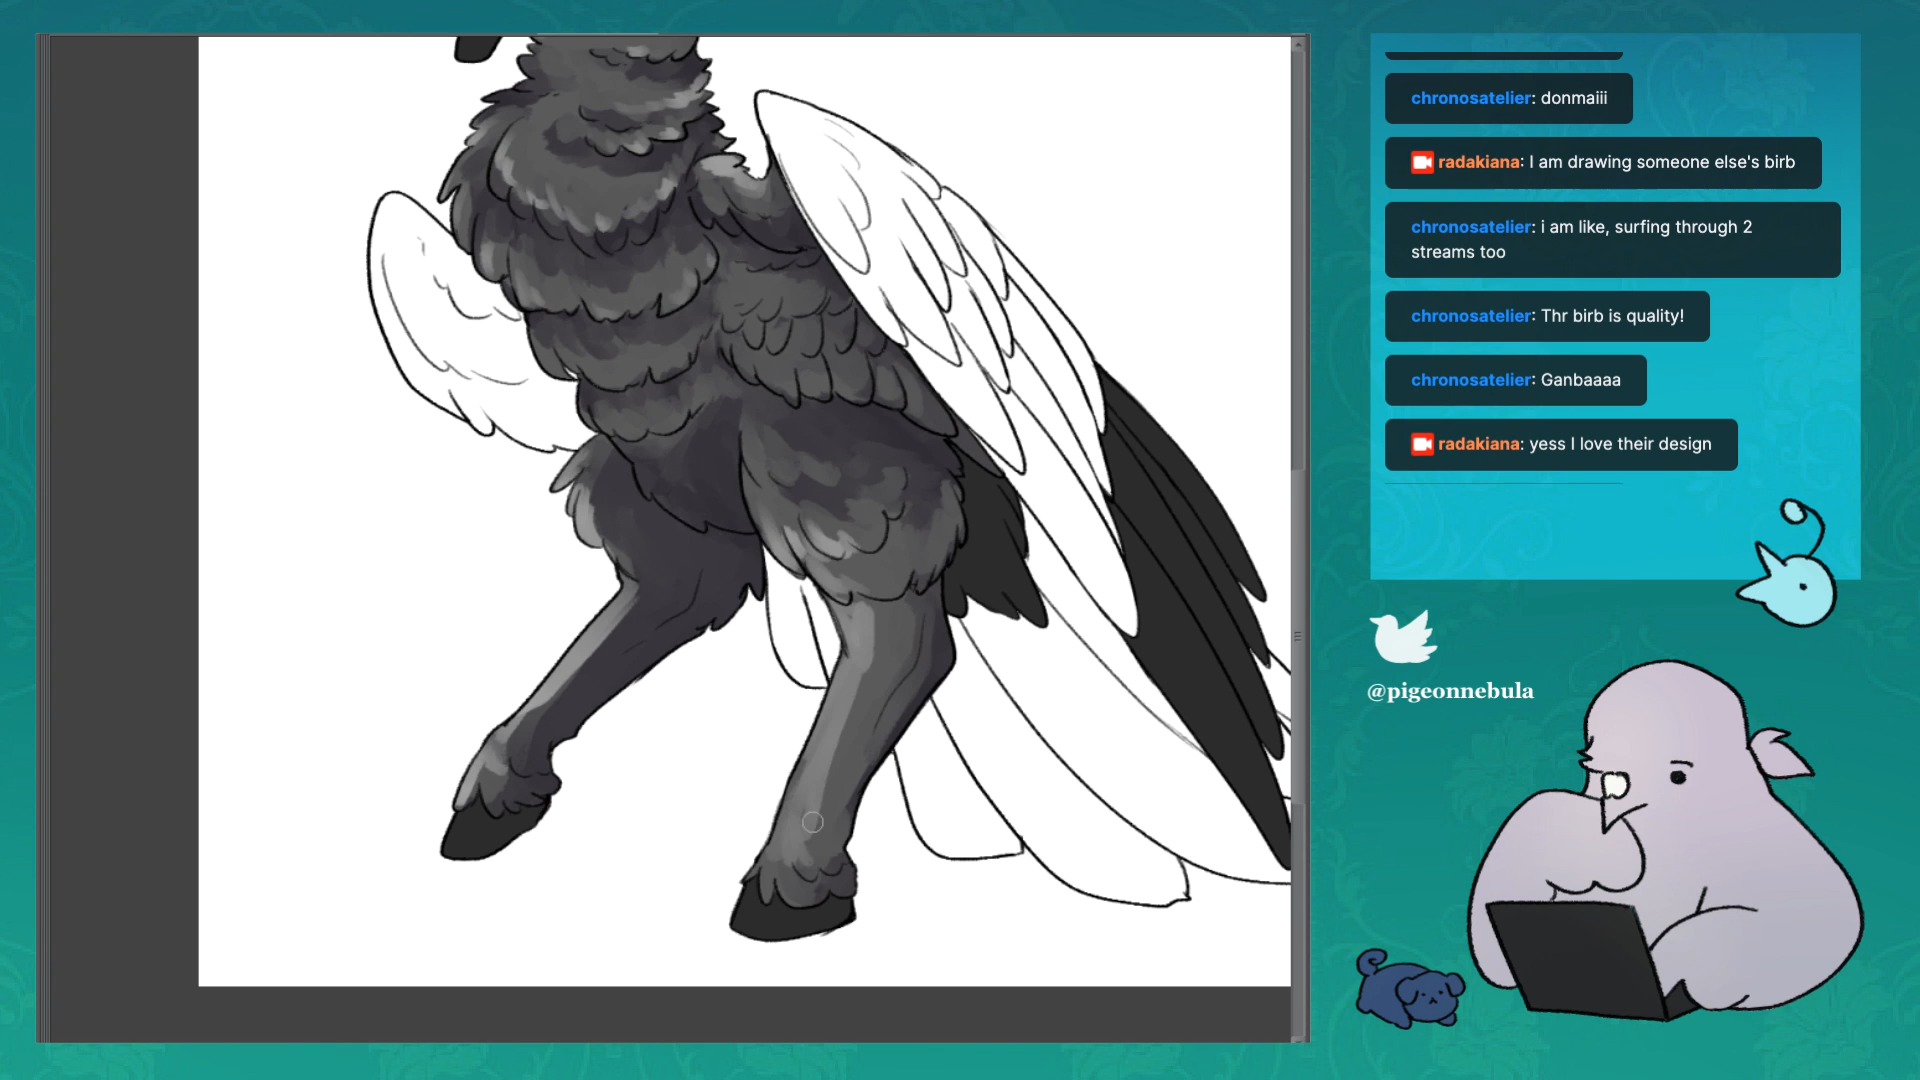 chronosatelier: donmaiii
radakiana: I am drawing someone else's birb
chronosatelier: i am like, surfing through 2
streams too
chronosatelier: Thr birb is quality!
chronosatelier: Ganbaaaa
radakiana: yess I love their design
@pigeonnebula